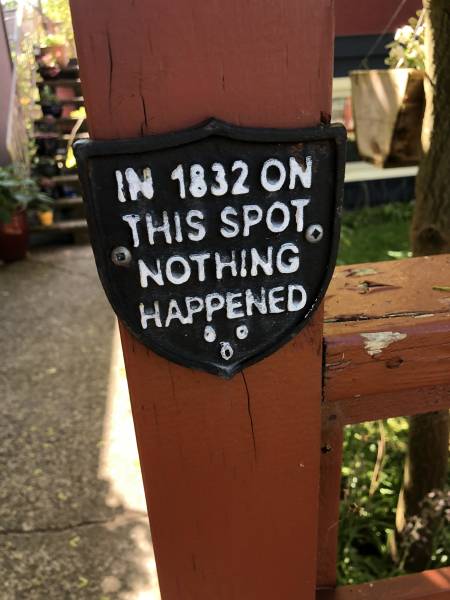 IN 1832 ON
THIS SPOT
NOTHING
HAPPENED